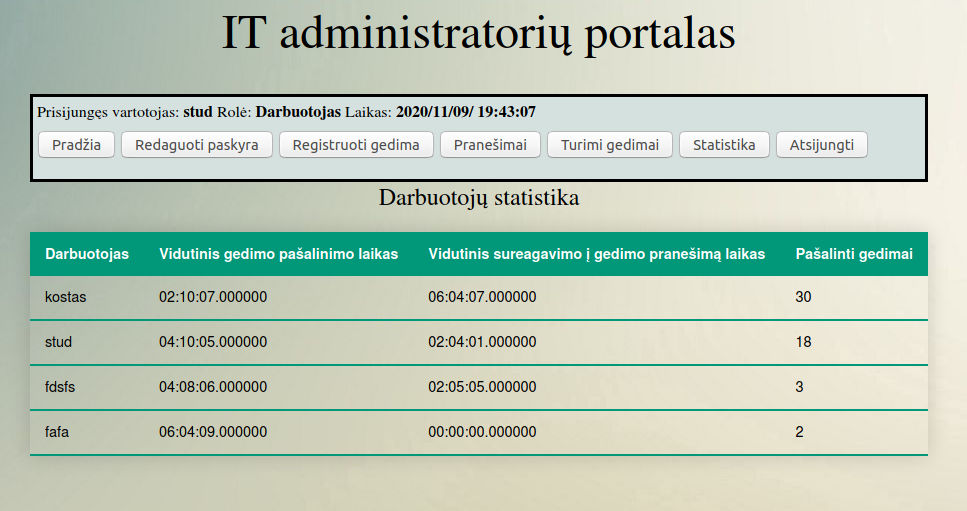 IT administratorių portalas
Prisijungęs vartotojas: stud Rolė: Darbuotojas Laikas: 2020/11/09/ 19:43:07
Pradžia Redaguoti paskyra Registruoti gedima Pranešimai Turimi gedimai Statistika Atsijungti
Darbuotojų statistika
Darbuotojas Vidutinis gedimo pašalinimo laikas Vidutinis sureagavimo į gedimo pranešimą laikas Pašalinti gedimai
kostas 02:10:07.000000 06:04:07.000000 30
stud 04:10:05.000000 02:04:01.000000 18
fdsfs 04:08:06.000000 02:05:05.000000 3
fafa 06:04:09.000000 00:00:00.000000 2